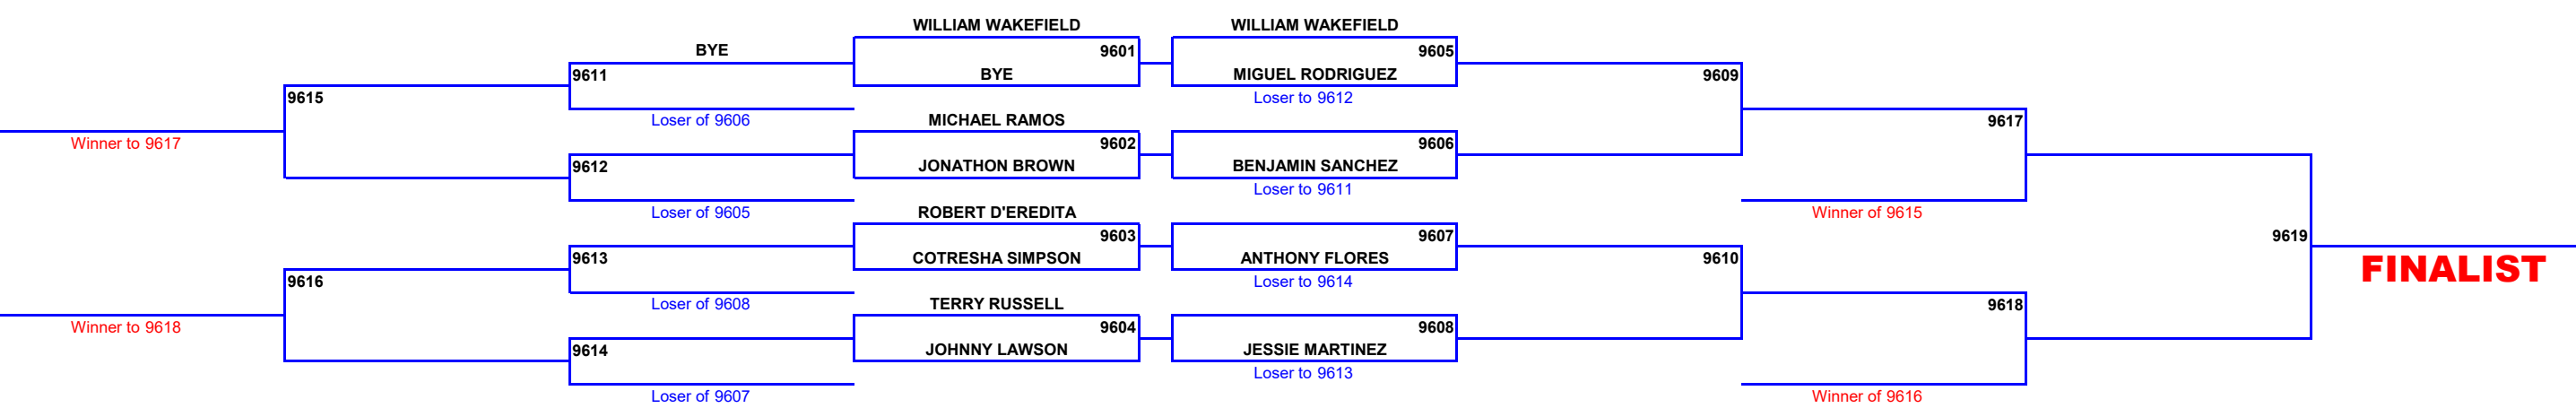 WILLIAM WAKEFIELD WILLIAM WAKEFIELD
BYE 9601 9605
9611 BYE MIGUEL RODRIGUEZ 9609
9615 Loser to 9612
Loser of 9606 MICHAEL RAMOS 9617
Winner to 9617 9602 9606
9612 JONATHON BROWN BENJAMIN SANCHEZ
Loser to 9611
Loser of 9605 ROBERT D'EREDITA Winner of 9615
9603 9607 9619
9613 COTRESHA SIMPSON ANTHONY FLORES 9610
FINALIST
9616 Loser to 9614
Loser of 9608 TERRY RUSSELL 9618
Winner to 9618 9604 9608
9614 JOHNNY LAWSON JESSIE MARTINEZ
Loser to 9613
Loser of 9607 Winner of 9616